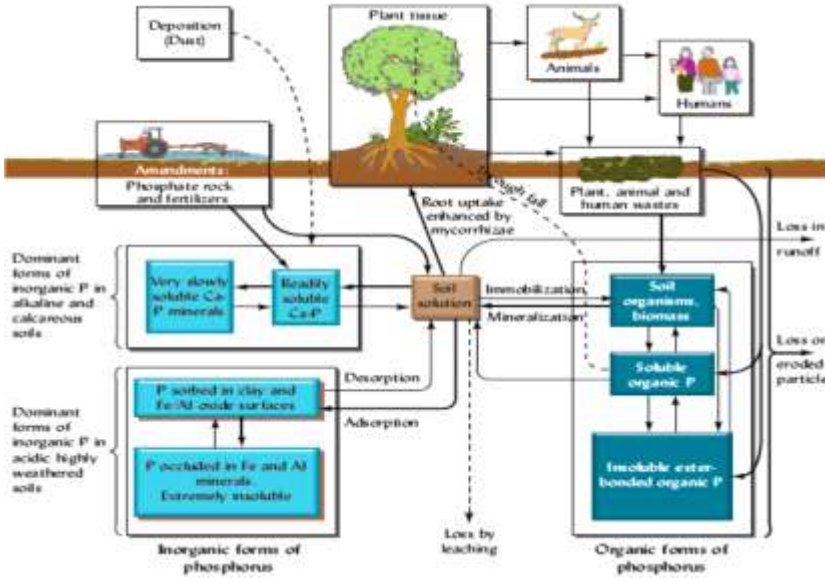 Deposition
(Dust)
Plant tissue
Animals
Humans
Amendments:
Phosphate rock
and fertilizers
Root uptake
enhanced by
mycorrhizae
through fall
Plant, animal and
human wastes
Loss in
runoff
Dominant
forms of
inorganic P in
alkaline and
calcareous
soils
Very slowly
soluble Ca-
P minerals
Readily
soluble
Ca-P
Soil
solution
Immobilization
Mineralization
Soil
organisms,
biomass
Loss on
eroded
particle
Soluble
organic P
Desorption
Adsorption
Dominant
forms of
inorganic P in
acidic highly
weathered
soils
P sorbed in clay and
Fe/Al oxide surfaces
P occluded in Fe and Al
minerals.
Extremely insoluble
Insoluble ester-
bonded organic P
Inorganic forms of
phosphorus
Loss by
leaching
Organic forms of
phosphorus